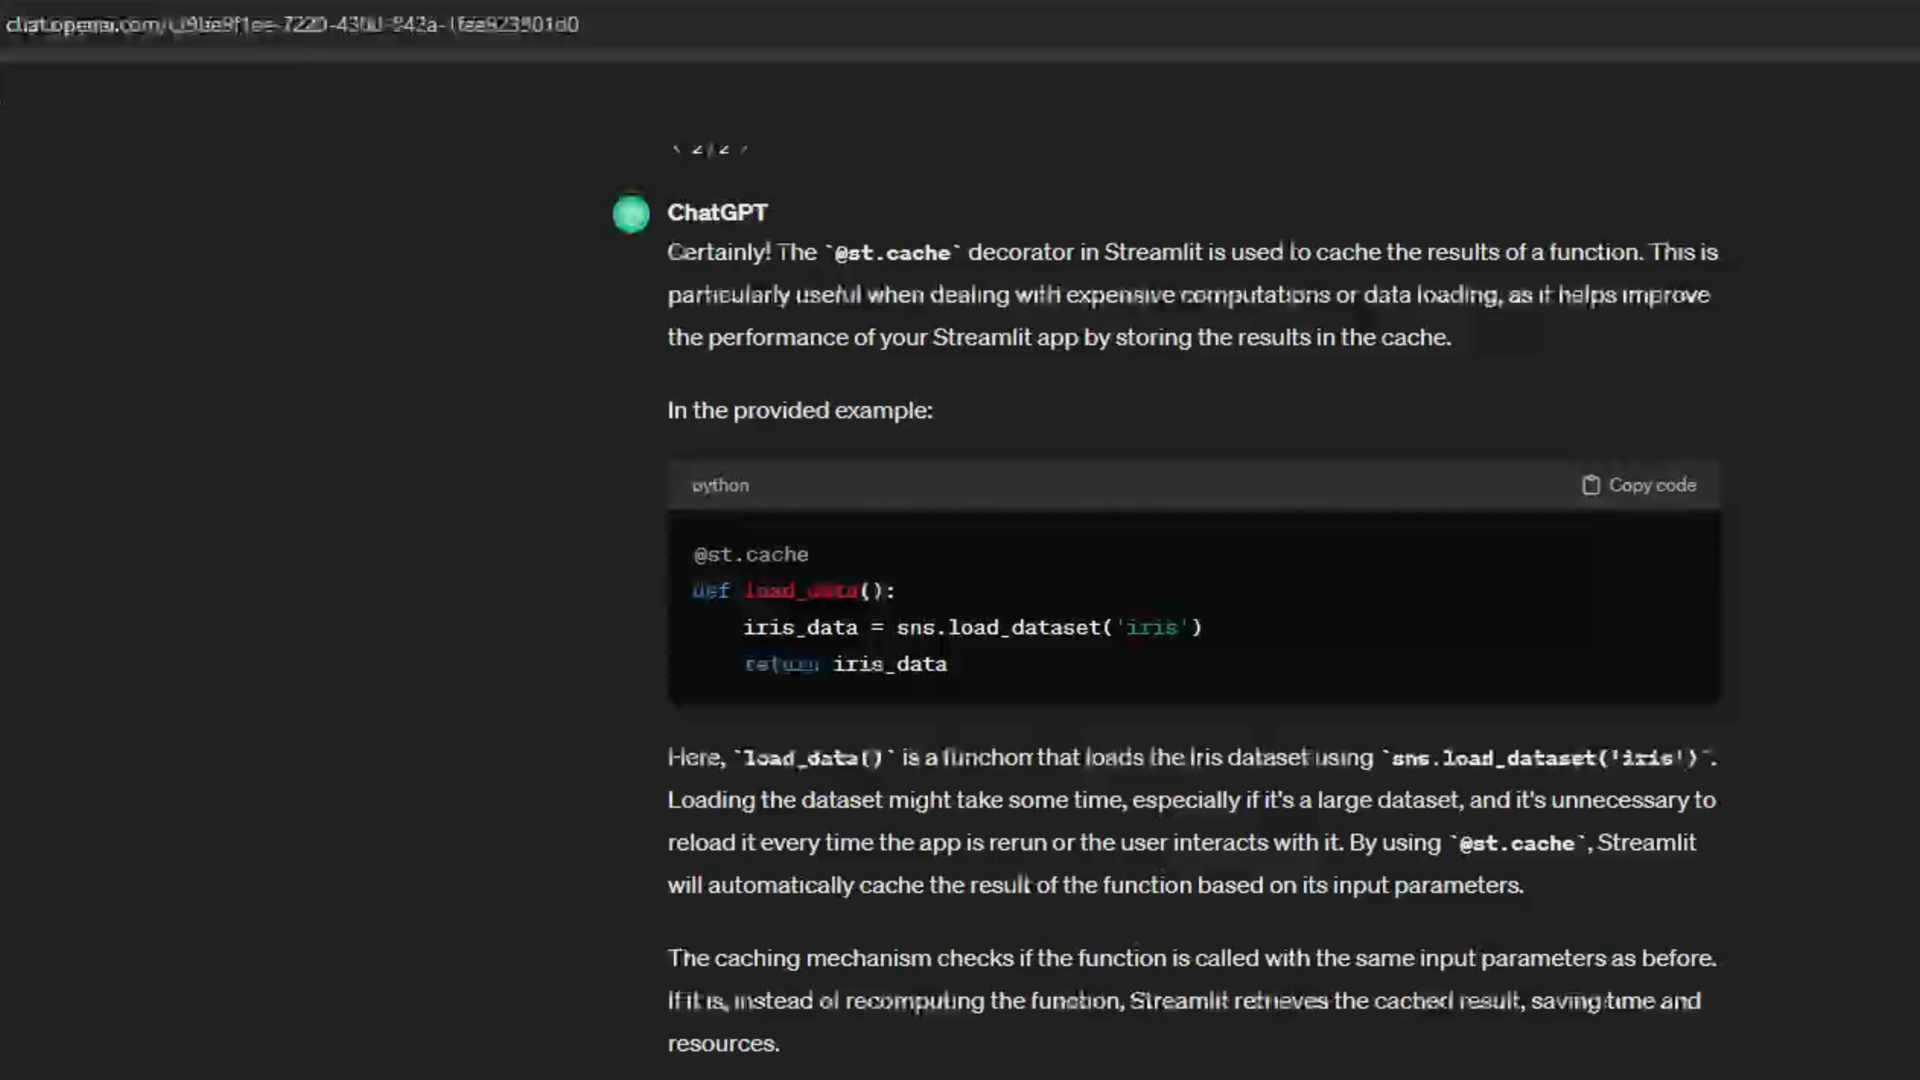 chat.openai.com/
2/2
ChatGPT
Certainly! The `@st.cache` decorator in Streamlit is used to cache the results of a function. This is
particularly useful when dealing with expensive computations or data loading, as it helps improve
the performance of your Streamlit app by storing the results in the cache.
In the provided example:
python
Copy code
@st.cache
def load_data():
iris_data = sns.load_dataset('iris')
return iris_data
Here, `load_data()` is a function that loads the Iris dataset using `sns.load_dataset('iris')`.
Loading the dataset might take some time, especially if it's a large dataset, and it's unnecessary to
reload it every time the app is rerun or the user interacts with it. By using `@st.cache`, Streamlit
will automatically cache the result of the function based on its input parameters.
The caching mechanism checks if the function is called with the same input parameters as before.
If it is, instead of recomputing the function, Streamlit retrieves the cached result, saving time and
resources.